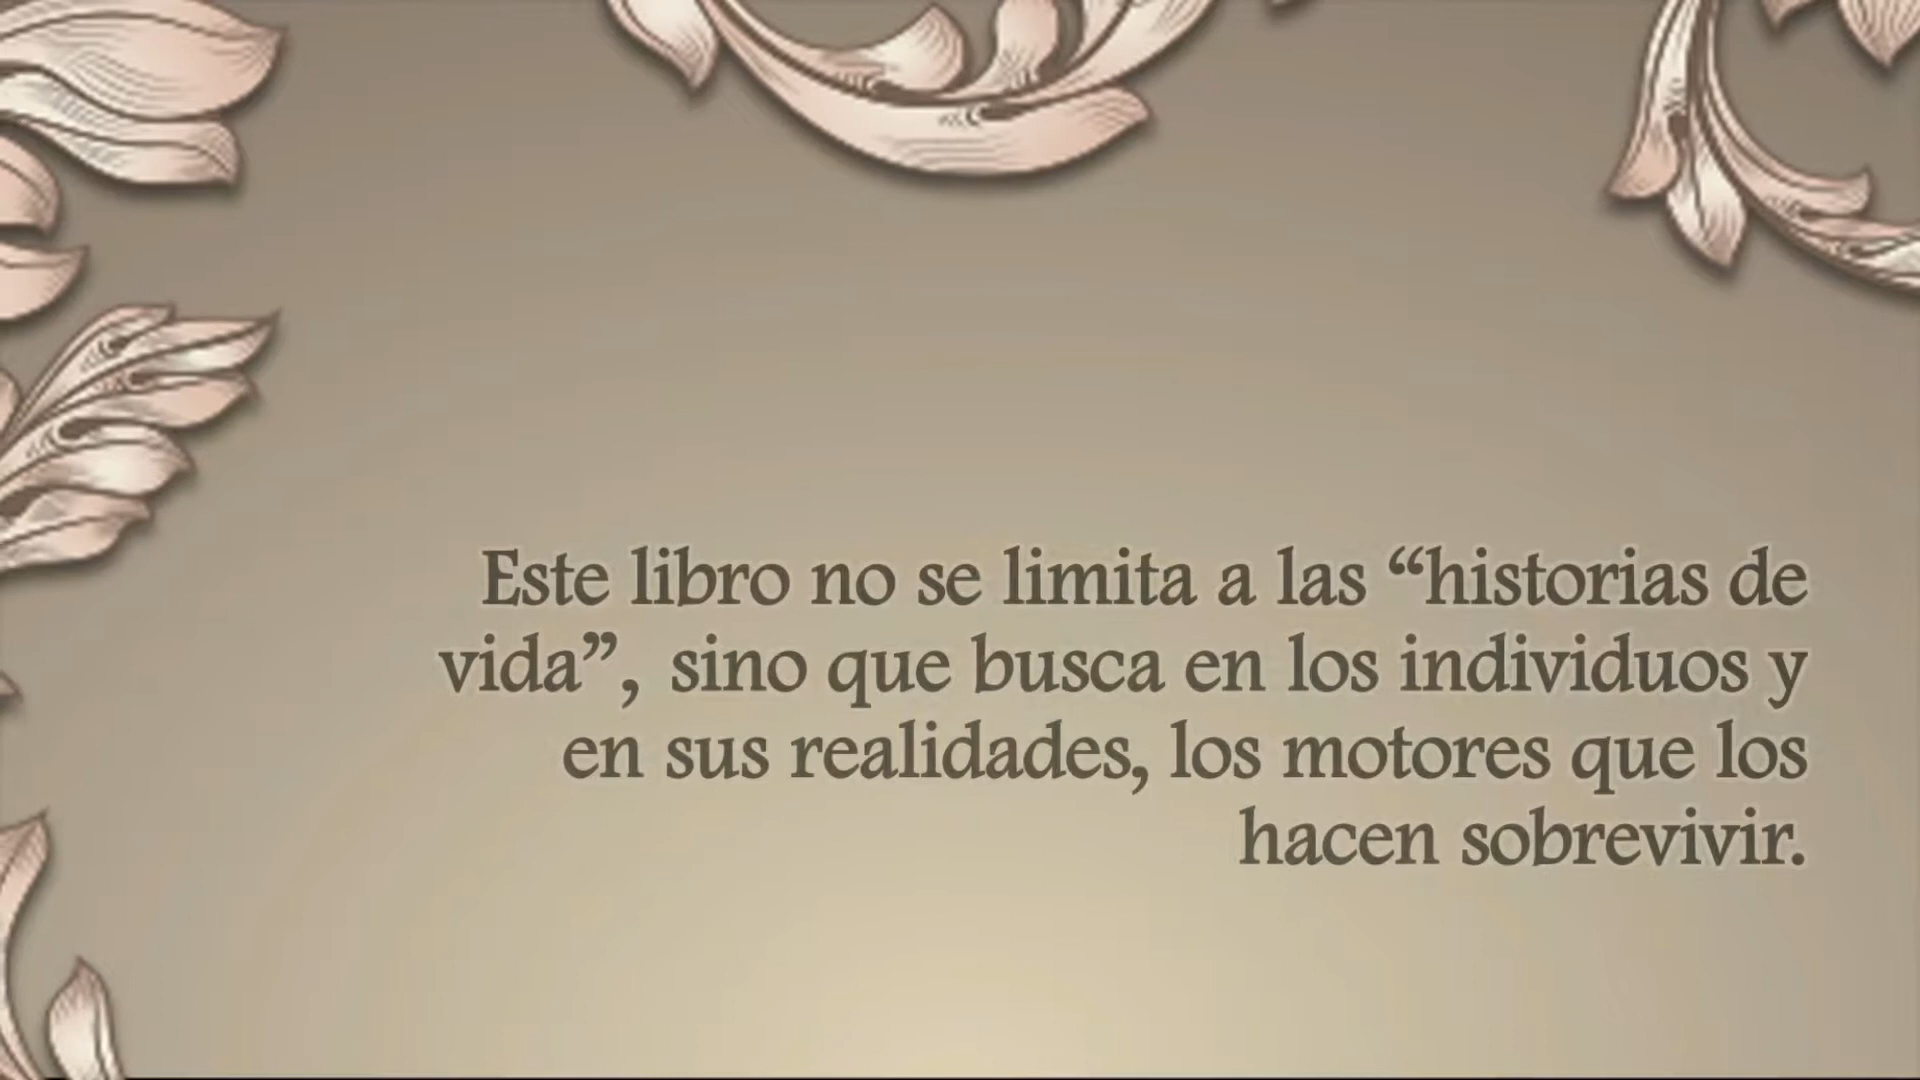 Este libro no se limita a las “historias de
vida”, sino que busca en los individuos y
en sus realidades, los motores que los
hacen sobrevivir.